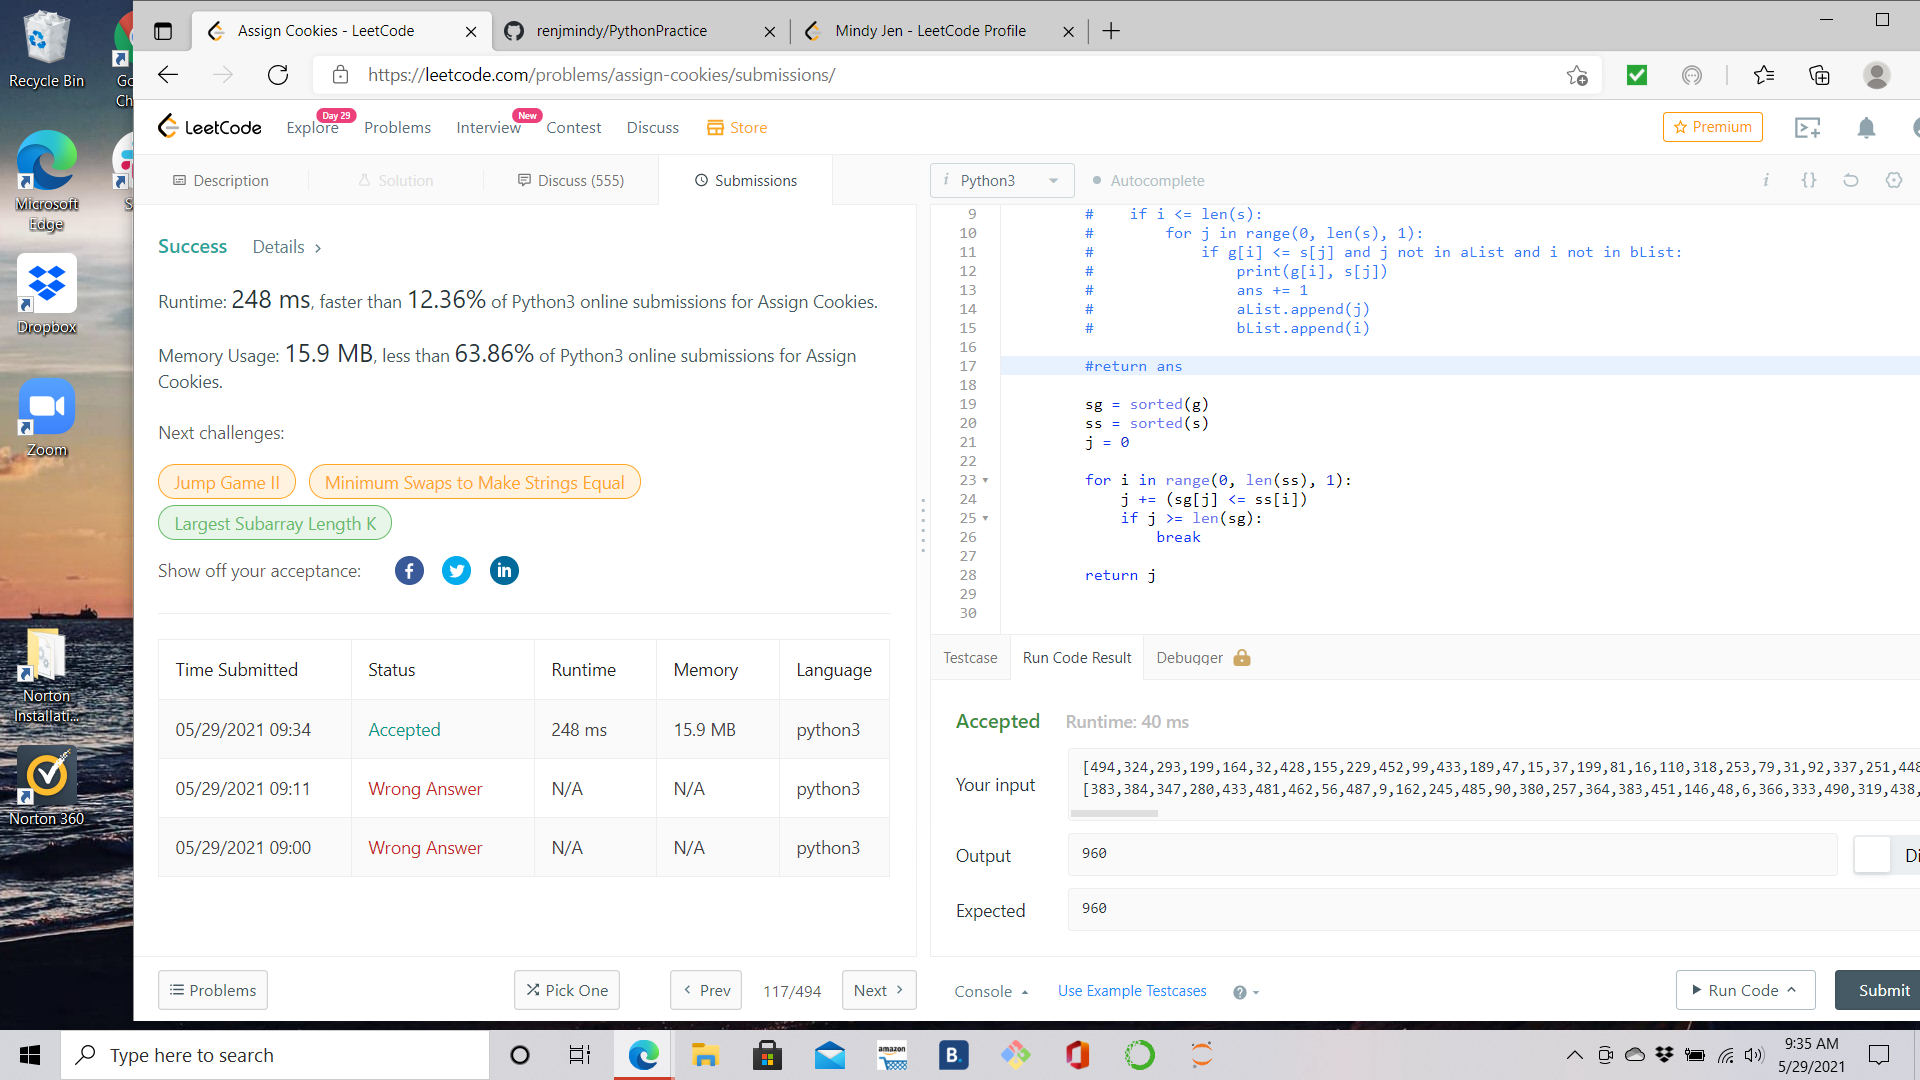 Recycle Bin
Go
Ch
Microsoft
Edge
S
Dropbox
Zoom
Norton
Installati...
Norton 360
Assign Cookies - LeetCode
renjmindy/PythonPractice
Mindy Jen - LeetCode Profile
https://leetcode.com/problems/assign-cookies/submissions/
LeetCode
Explore
Day 29
Problems
Interview
New
Contest
Discuss
Store
Premium
Description
Solution
Discuss (555)
Submissions
i Python3
Autocomplete
i
{}
Success
Details >
Runtime: 248 ms, faster than 12.36% of Python3 online submissions for Assign Cookies.
Memory Usage: 15.9 MB, less than 63.86% of Python3 online submissions for Assign
Cookies.
Next challenges:
Jump Game II
Minimum Swaps to Make Strings Equal
Largest Subarray Length K
Show off your acceptance:
f
in
Time Submitted Status Runtime Memory Language
05/29/2021 09:34 Accepted 248 ms 15.9 MB python3
05/29/2021 09:11 Wrong Answer N/A N/A python3
05/29/2021 09:00 Wrong Answer N/A N/A python3
9 #    if i <= len(s):
10 #        for j in range(0, len(s), 1):
11 #            if g[i] <= s[j] and j not in aList and i not in bList:
12 #                print(g[i], s[j])
13 #                ans += 1
14 #                aList.append(j)
15 #                bList.append(i)
16
17 #return ans
18
19 sg = sorted(g)
20 ss = sorted(s)
21 j = 0
22
23 for i in range(0, len(ss), 1):
24     j += (sg[j] <= ss[i])
25     if j >= len(sg):
26         break
27
28 return j
29
30
Testcase
Run Code Result
Debugger
Accepted
Runtime: 40 ms
Your input
[494,324,293,199,164,32,428,155,229,452,99,433,189,47,15,37,199,81,16,110,318,253,79,31,92,337,251,448
[383,384,347,280,433,481,462,56,487,9,162,245,485,90,380,257,364,383,451,146,48,6,366,333,490,319,438,
Output
960
Di
Expected
960
Problems
Pick One
< Prev
117/494
Next >
Console
Use Example Testcases
?
Run Code
Submit
Type here to search
amazon
B.
9:35 AM
5/29/2021